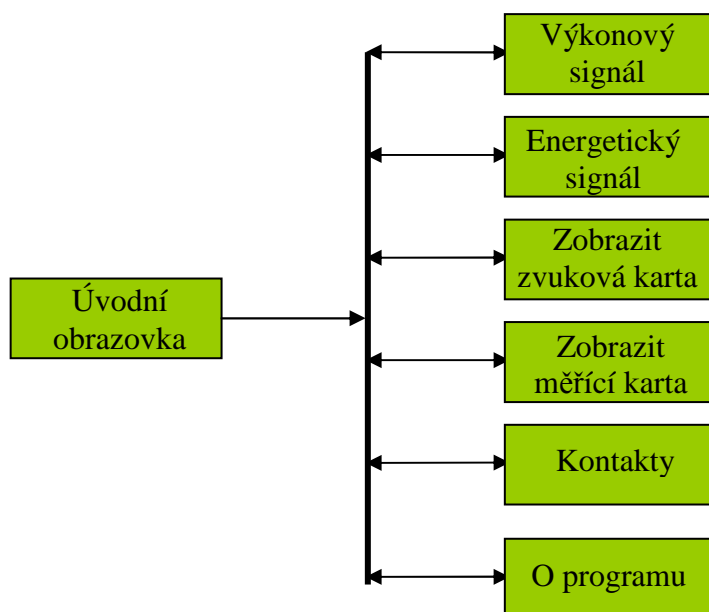 Výkonový
signál
Energetický
signál
Zobrazit
zvuková karta
Úvodní
obrazovka
Zobrazit
měřící karta
Kontakty
O programu